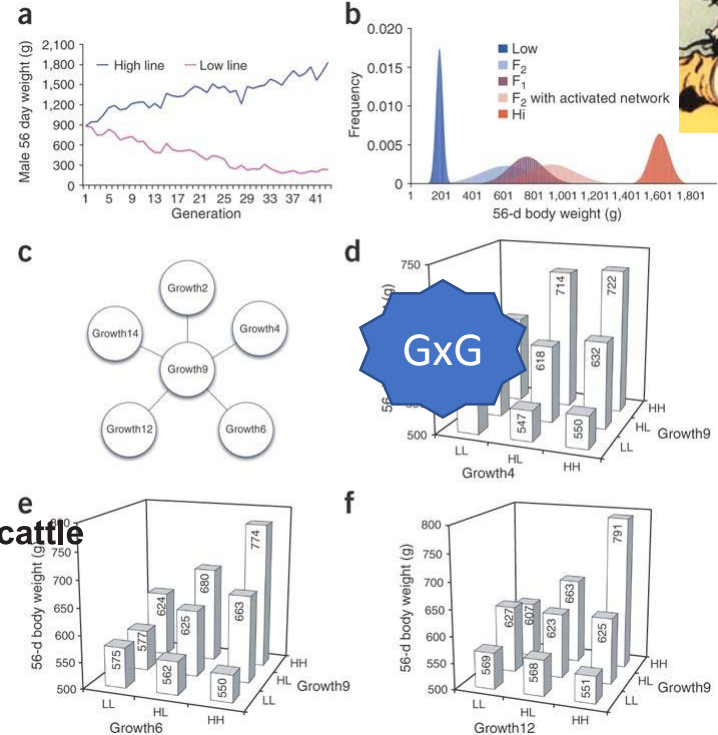 a
Male 56 day weight (g)
2,100
1,800
1,500
1,200
900
600
300
0
High line
Low line
1 5 9 13 17 21 25 29 33 37 41
Generation
b
Frequency
0.020
0.015
0.010
0.005
0
Low
F2
F1
F2 with activated network
Hi
1 201 401 601 801 1,001 1,201 1,401 1,601 1,801
56-d body weight (g)
c
Growth2
Growth14
Growth4
Growth9
Growth12
Growth6
d
750
500
GxG
714
722
618
632
547
550
LL HL HH
Growth4
LL
HL
HH
Growth9
e
cattle
56-d body weight (g)
750
700
650
600
550
500
624
680
774
577
625
663
575
562
550
LL HL HH
Growth6
LL
HL
HH
Growth9
f
56-d body weight (g)
800
750
700
650
600
550
500
607
663
791
627
623
625
569
568
551
LL HL HH
Growth12
LL
HL
HH
Growth9